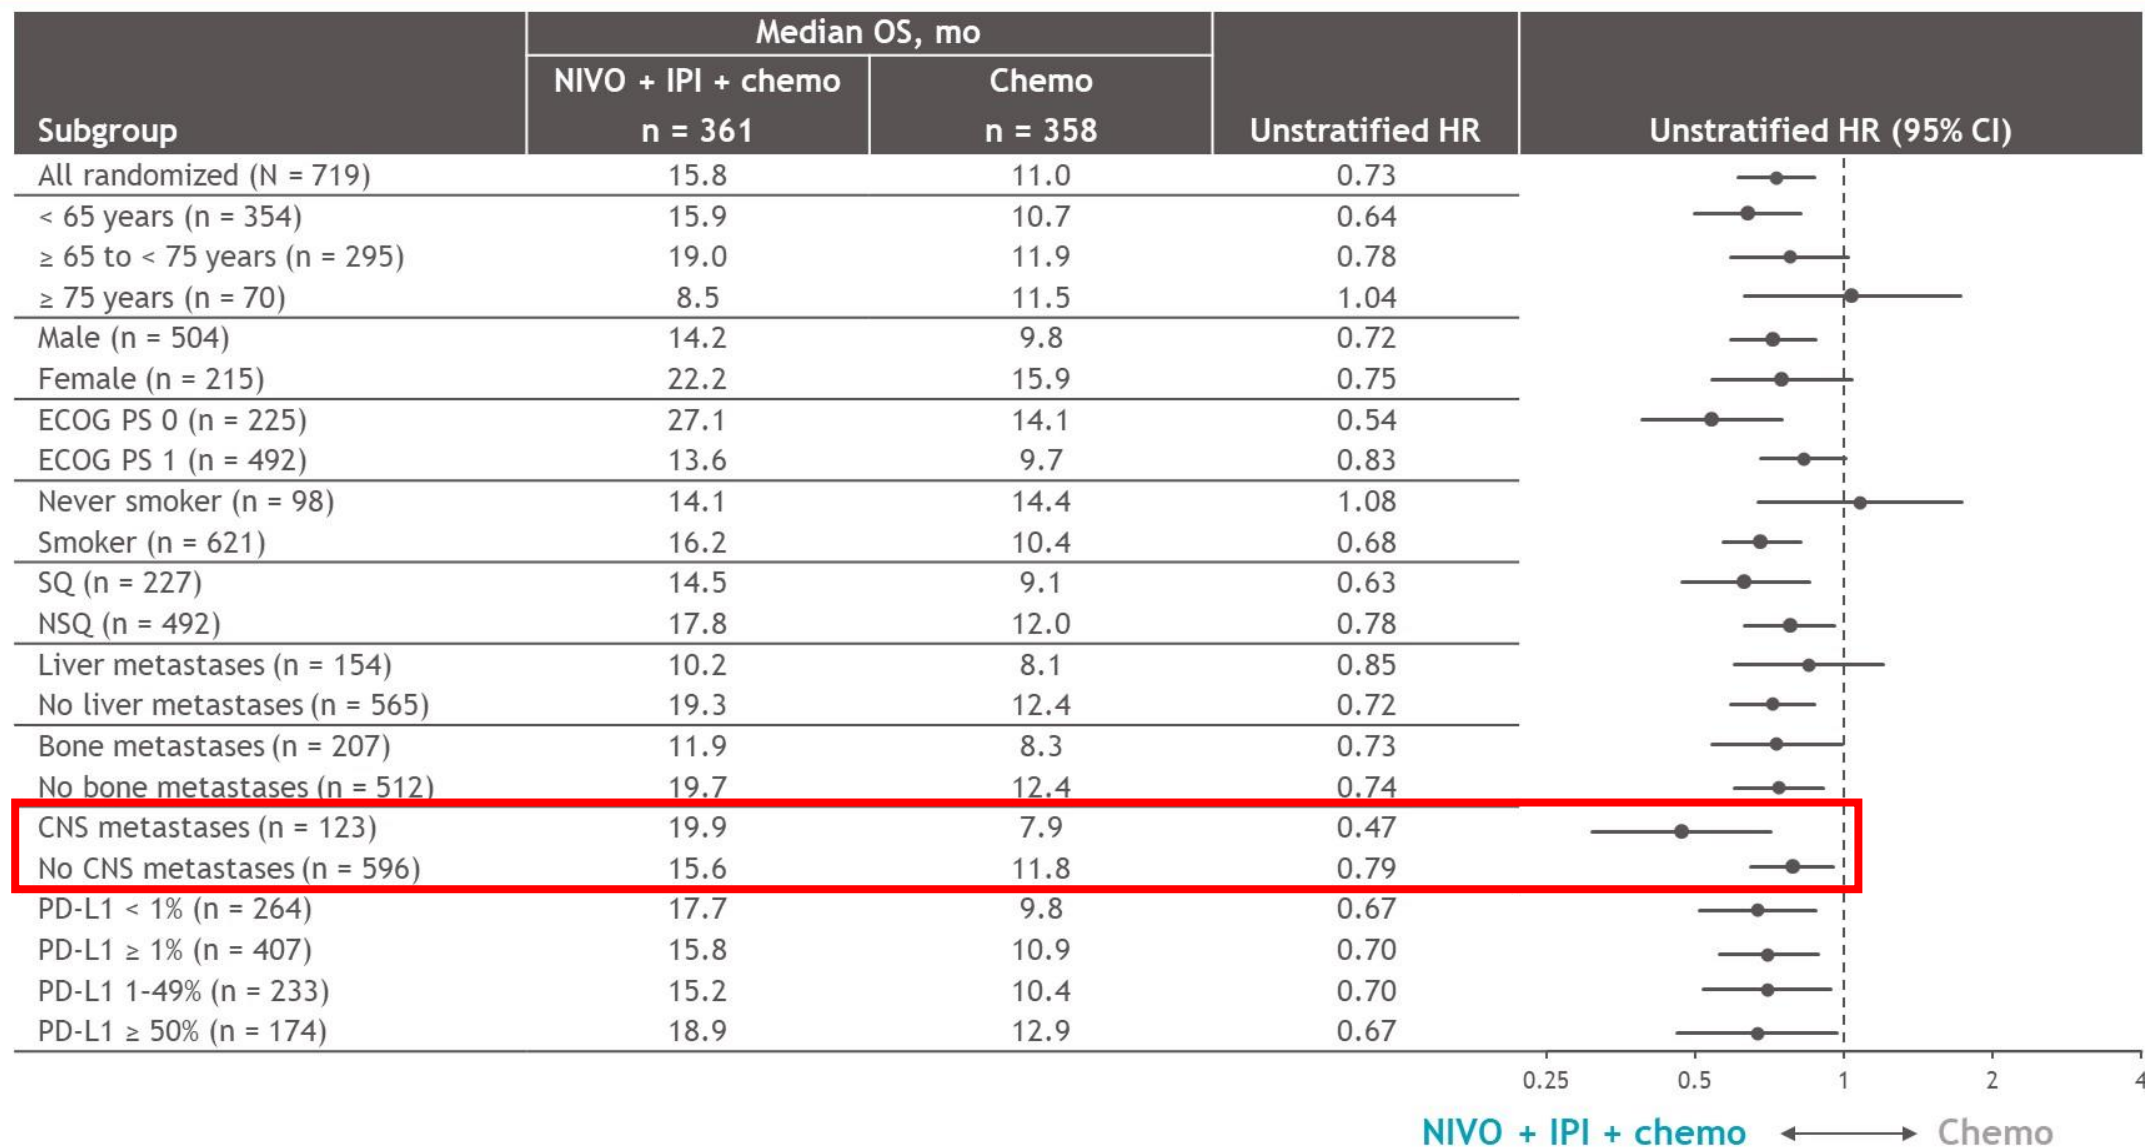 Median OS, mo
NIVO + IPI + chemo Chemo
Subgroup n = 361 n = 358 Unstratified HR Unstratified HR (95% CI)
All randomized (N = 719) 15.8 11.0 0.73
< 65 years (n = 354) 15.9 10.7 0.64
≥ 65 to < 75 years (n = 295) 19.0 11.9 0.78
≥ 75 years (n = 70) 8.5 11.5 1.04
Male (n = 504) 14.2 9.8 0.72
Female (n = 215) 22.2 15.9 0.75
ECOG PS 0 (n = 225) 27.1 14.1 0.54
ECOG PS 1 (n = 492) 13.6 9.7 0.83
Never smoker (n = 98) 14.1 14.4 1.08
Smoker (n = 621) 16.2 10.4 0.68
SQ (n = 227) 14.5 9.1 0.63
NSQ (n = 492) 17.8 12.0 0.78
Liver metastases (n = 154) 10.2 8.1 0.85
No liver metastases (n = 565) 19.3 12.4 0.72
Bone metastases (n = 207) 11.9 8.3 0.73
No bone metastases (n = 512) 19.7 12.4 0.74
CNS metastases (n = 123) 19.9 7.9 0.47
No CNS metastases (n = 596) 15.6 11.8 0.79
PD-L1 < 1% (n = 264) 17.7 9.8 0.67
PD-L1 ≥ 1% (n = 407) 15.8 10.9 0.70
PD-L1 1-49% (n = 233) 15.2 10.4 0.70
PD-L1 ≥ 50% (n = 174) 18.9 12.9 0.67
0.25 0.5 1 2 4
NIVO + IPI + chemo Chemo